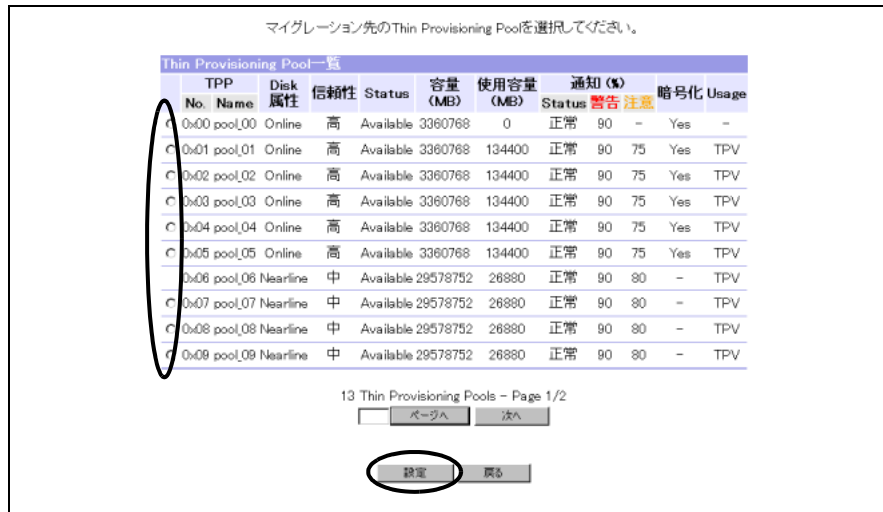 マイグレーション先のThin Provisioning Poolを選択してください。
Thin Provisioning Pool一覧
TPP Disk属性 信頼性 Status 容量(MB) 使用容量(MB) 通知 (%) 暗号化 Usage
No. Name Status 警告 注意
0x00 pool_00 Online 高 Available 3360768 0 正常 90 - Yes -
0x01 pool_01 Online 高 Available 3360768 134400 正常 90 75 Yes TPV
0x02 pool_02 Online 高 Available 3360768 134400 正常 90 75 Yes TPV
0x03 pool_03 Online 高 Available 3360768 134400 正常 90 75 Yes TPV
0x04 pool_04 Online 高 Available 3360768 134400 正常 90 75 Yes TPV
0x05 pool_05 Online 高 Available 3360768 134400 正常 90 75 Yes TPV
0x06 pool_06 Nearline 中 Available 29578752 26880 正常 90 80 - TPV
0x07 pool_07 Nearline 中 Available 29578752 26880 正常 90 80 - TPV
0x08 pool_08 Nearline 中 Available 29578752 26880 正常 90 80 - TPV
0x09 pool_09 Nearline 中 Available 29578752 26880 正常 90 80 - TPV
13 Thin Provisioning Pools - Page 1/2
ページへ 次へ
設定 戻る